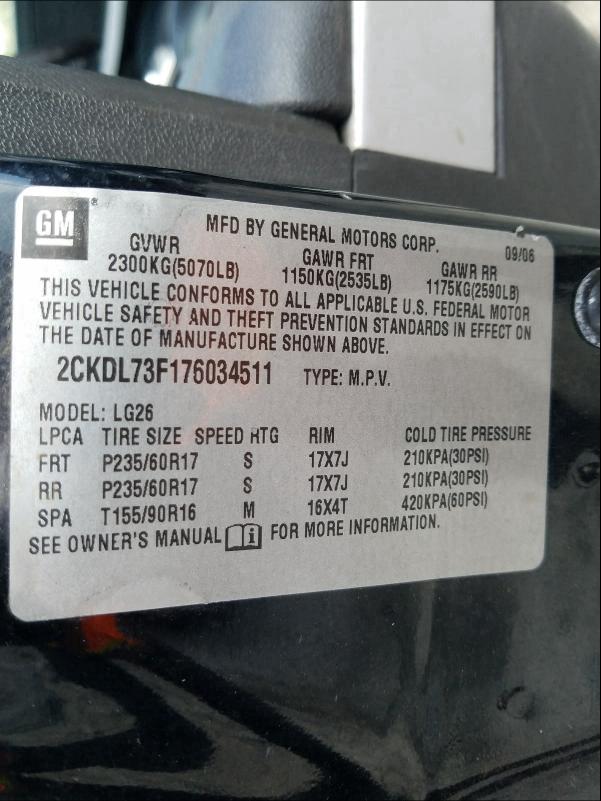 GM
MFD BY GENERAL MOTORS CORP. 09/06
GVWR GAWR FRT GAWR RR
2300KG(5070LB) 1150KG(2535LB) 1175KG(2590LB)
THIS VEHICLE CONFORMS TO ALL APPLICABLE U.S. FEDERAL MOTOR
VEHICLE SAFETY AND THEFT PREVENTION STANDARDS IN EFFECT ON
THE DATE OF MANUFACTURE SHOWN ABOVE.
2CKDL73F176034511 TYPE: M.P.V.
MODEL: LG26
LPCA TIRE SIZE SPEED RTG RIM COLD TIRE PRESSURE
FRT P235/60R17 S 17X7J 210KPA(30PSI)
RR P235/60R17 S 17X7J 210KPA(30PSI)
SPA T155/90R16 M 16X4T 420KPA(60PSI)
SEE OWNER'S MANUAL i FOR MORE INFORMATION.